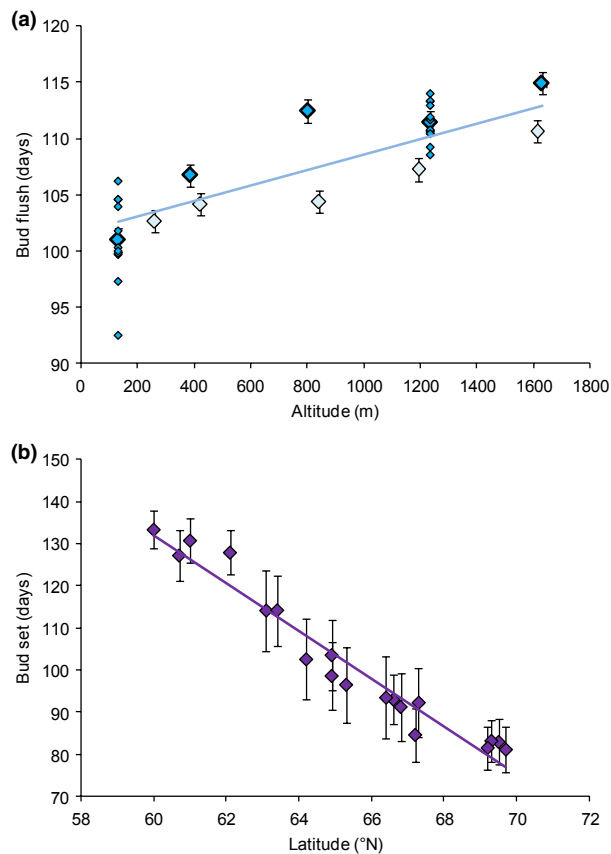 (a)
120
115
110
105
100
95
90
Bud flush (days)
0 200 400 600 800 1000 1200 1400 1600 1800
Altitude (m)
(b)
150
140
130
120
110
100
90
80
70
Bud set (days)
58 60 62 64 66 68 70 72
Latitude (°N)